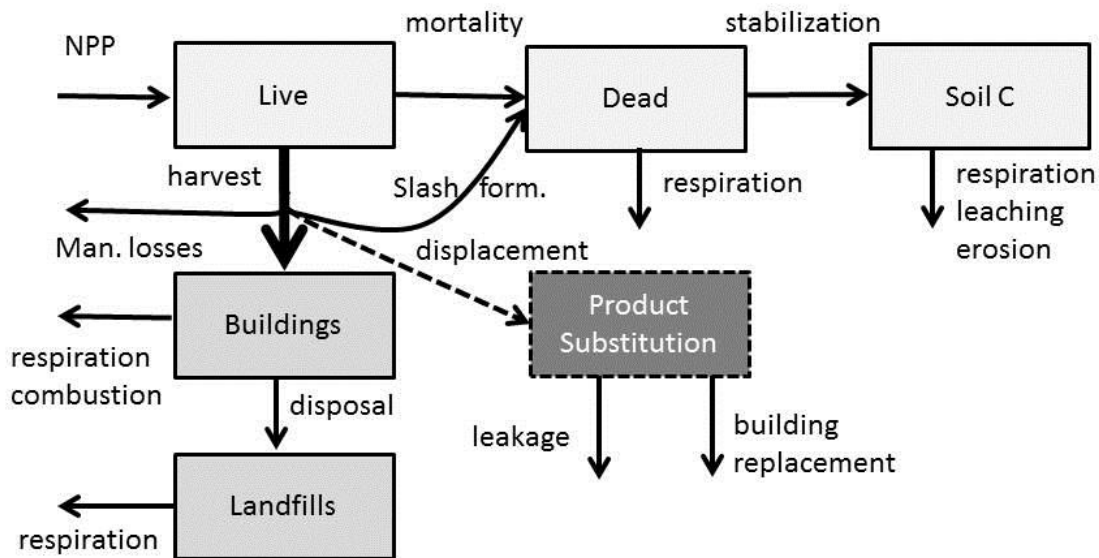 mortality
stabilization
NPP
Live
Dead
Soil C
harvest
Slash form.
respiration
respiration
leaching
erosion
Man. losses
displacement
Buildings
Product
Substitution
respiration
combustion
disposal
leakage
building
replacement
Landfills
respiration